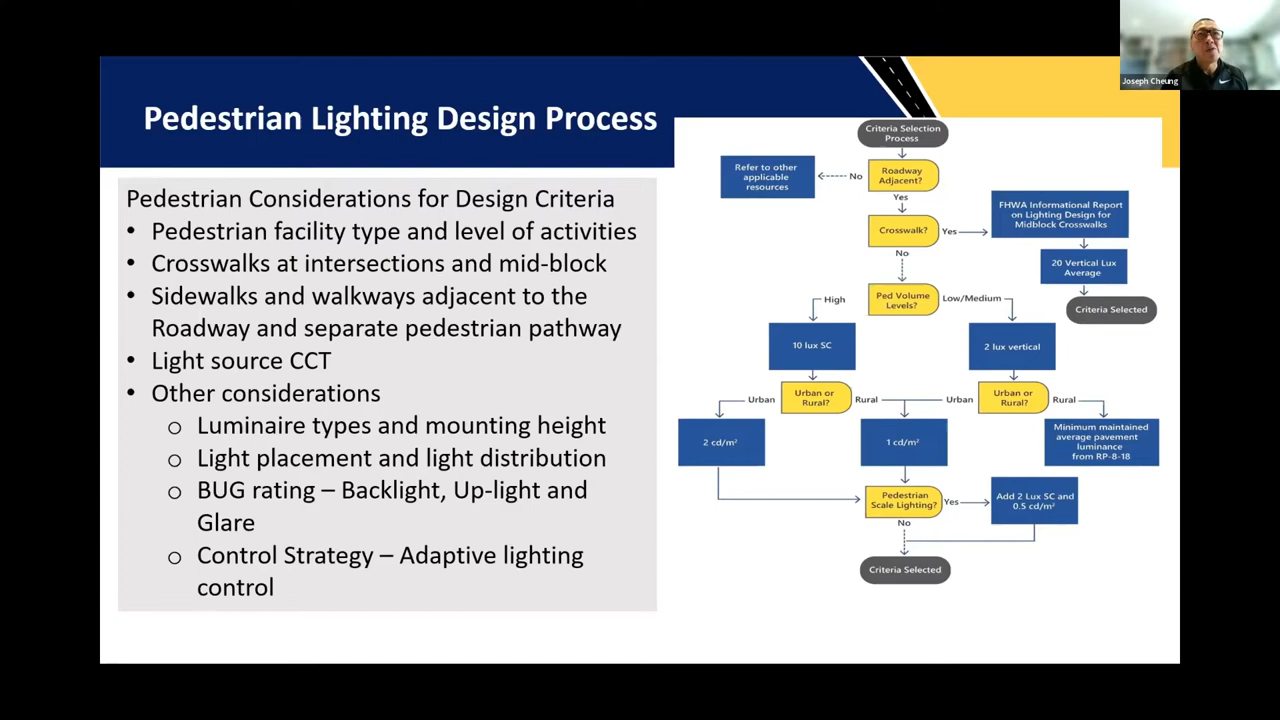 Joseph Cheung
Pedestrian Lighting Design Process
Pedestrian Considerations for Design Criteria
• Pedestrian facility type and level of activities
• Crosswalks at intersections and mid-block
• Sidewalks and walkways adjacent to the
Roadway and separate pedestrian pathway
• Light source CCT
• Other considerations
o Luminaire types and mounting height
o Light placement and light distribution
o BUG rating – Backlight, Up-light and
Glare
o Control Strategy – Adaptive lighting
control
Criteria Selection
Process
Roadway
Adjacent?
No
Refer to other
applicable
resources
Yes
Crosswalk?
Yes
FHWA Informational Report
on Lighting Design for
Midblock Crosswalks
20 Vertical Lux
Average
Criteria Selected
No
Ped Volume
Levels?
High
Low/Medium
10 lux SC
2 lux vertical
Urban or
Rural?
Urban
Rural
Urban or
Rural?
Urban
Rural
2 cd/m²
1 cd/m²
Minimum maintained
average pavement
luminance
from RP-8-18
Pedestrian
Scale Lighting?
Yes
Add 2 Lux SC and
0.5 cd/m²
No
Criteria Selected